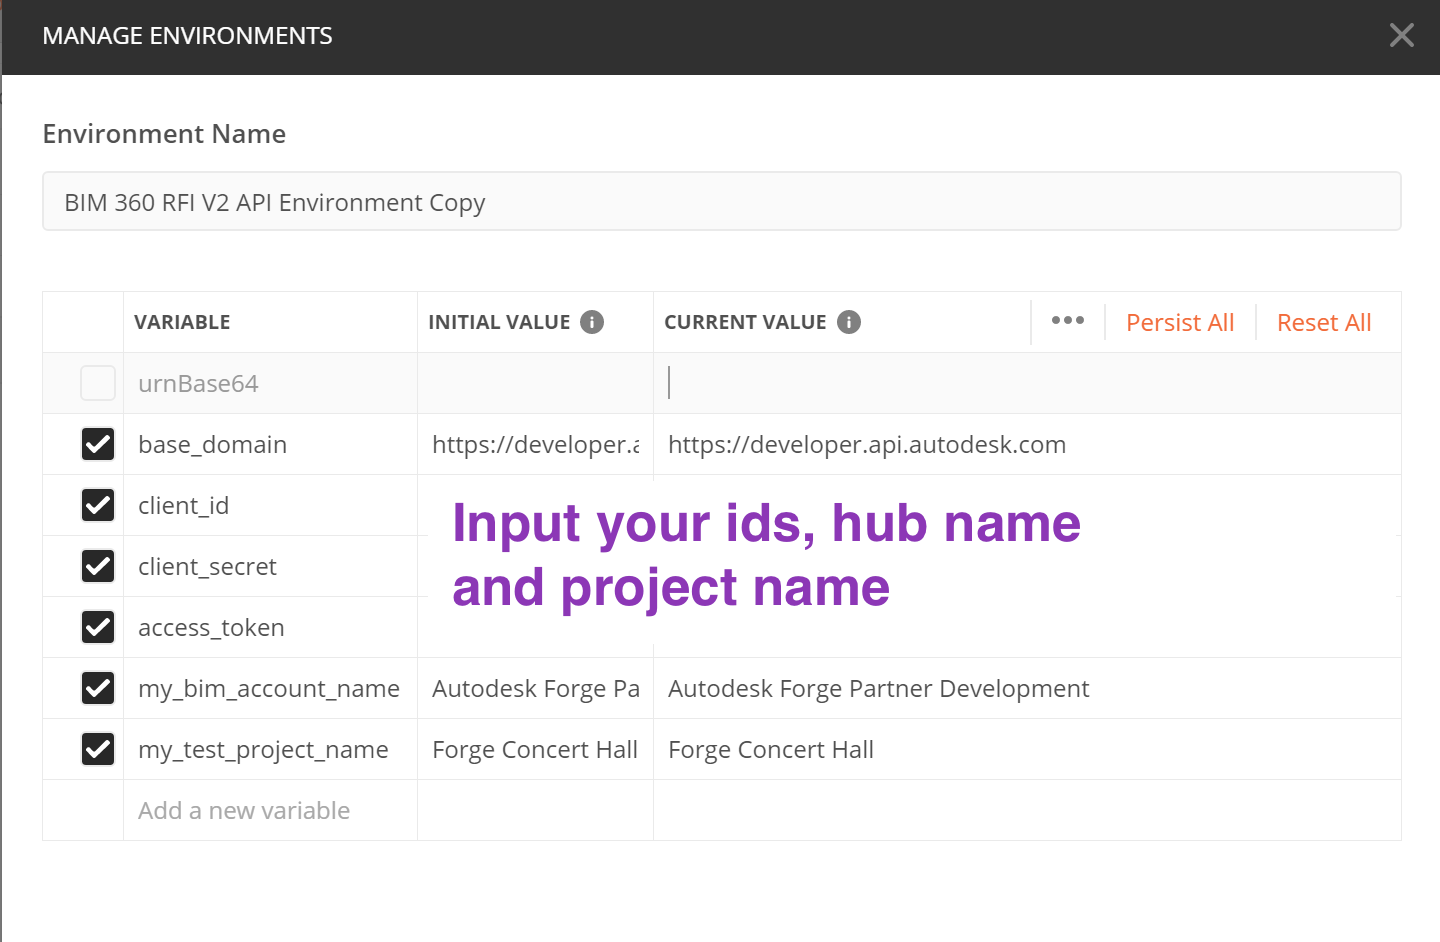 MANAGE ENVIRONMENTS
Environment Name
BIM 360 RFI V2 API Environment Copy
VARIABLE INITIAL VALUE CURRENT VALUE Persist All Reset All
urnBase64
base_domain https://developer.a https://developer.api.autodesk.com
client_id
client_secret
access_token
Input your ids, hub name
and project name
my_bim_account_name Autodesk Forge Pa Autodesk Forge Partner Development
my_test_project_name Forge Concert Hall Forge Concert Hall
Add a new variable